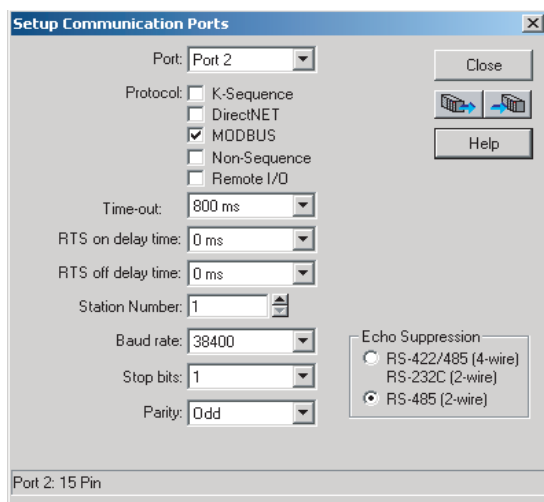 Setup Communication Ports
Port: Port 2
Close
Protocol: K-Sequence
DirectNET
MODBUS
Non-Sequence
Remote I/O
Help
Time-out: 800 ms
RTS on delay time: 0 ms
RTS off delay time: 0 ms
Station Number: 1
Baud rate: 38400
Stop bits: 1
Parity: Odd
Echo Suppression
RS-422/485 (4-wire)
RS-232C (2-wire)
RS-485 (2-wire)
Port 2: 15 Pin